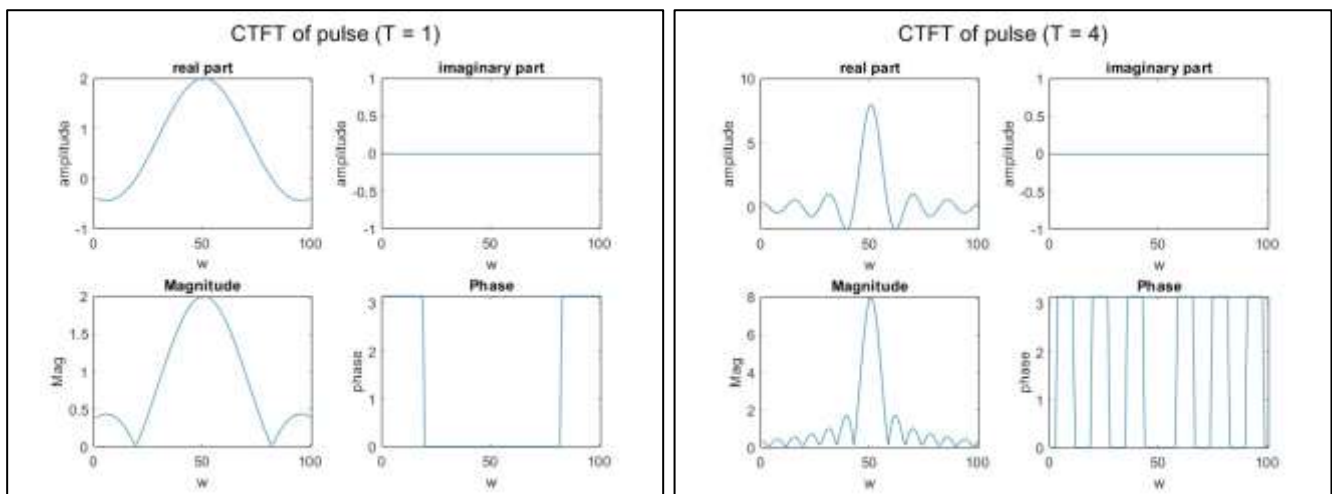 CTFT of pulse (T = 1)
real part
2
1
0
-1
amplitude
0 50 100
w
imaginary part
1
0.5
0
-0.5
-1
amplitude
0 50 100
w
Magnitude
2
1.5
1
0.5
0
Mag
0 50 100
w
Phase
3
2
1
0
phase
0 50 100
w
CTFT of pulse (T = 4)
real part
10
5
0
amplitude
0 50 100
w
imaginary part
1
0.5
0
-0.5
-1
amplitude
0 50 100
w
Magnitude
8
6
4
2
0
Mag
0 50 100
w
Phase
3
2
1
0
phase
0 50 100
w